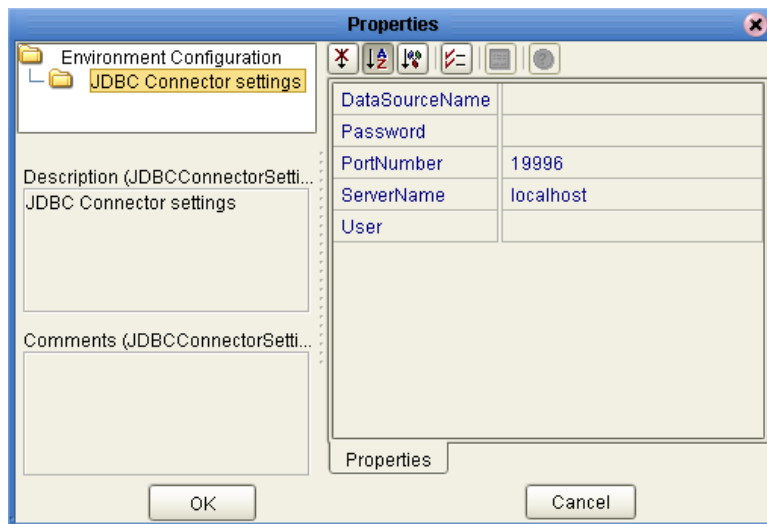 Properties
Environment Configuration
JDBC Connector settings
Description (JDBCConnectorSetti...
JDBC Connector settings
Comments (JDBCConnectorSetti...
DataSourceName
Password
PortNumber 19996
ServerName localhost
User
Properties
OK
Cancel